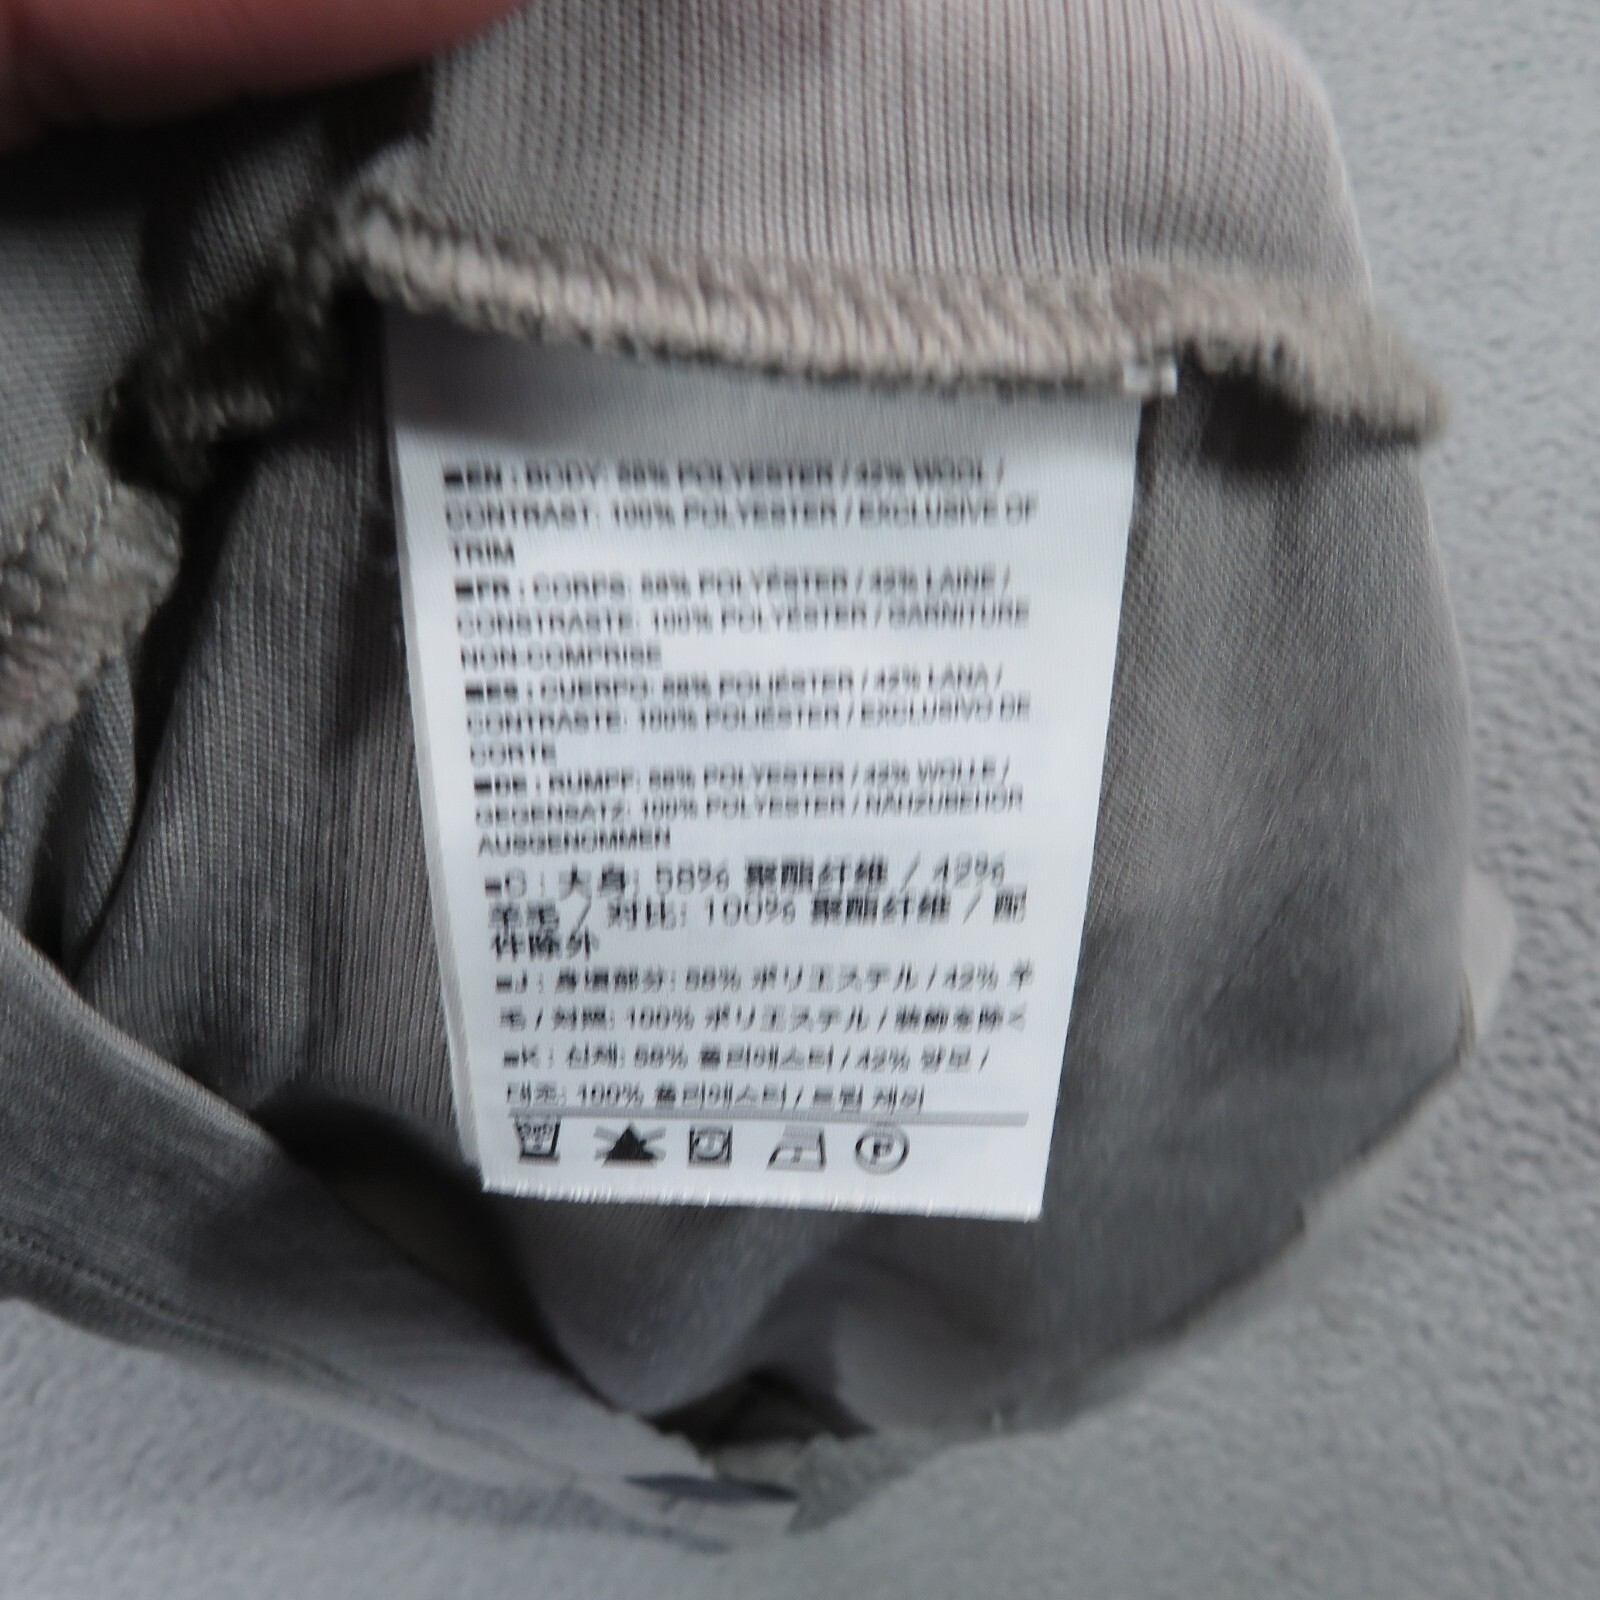 ■EN : BODY: 58% POLYESTER / 42% WOOL /
CONTRAST: 100% POLYESTER / EXCLUSIVE OF
TRIM
■FR : CORPS: 58% POLYÉSTER / 42% LAINE /
CONSTRASTE: 100% POLYESTER / GARNITURE
NON-COMPRISE
■ES : CUERPO: 58% POLIÉSTER / 42% LANA /
CONTRASTE: 100% POLIÉSTER / EXCLUSIVO DE
CORTE
■DE : RUMPF: 58% POLYESTER / 42% WOLLE /
GEGENSATZ: 100% POLYESTER / NÄHZUBEHÖR
AUSGENOMMEN
■C : 大身: 58% 聚酯纤维 / 42%
羊毛 / 对比: 100% 聚酯纤维 / 配
件除外
■J : 身頃部分: 58% ポリエステル / 42% 羊
毛 / 対照: 100% ポリエステル / 装飾を除く
■K : 신체: 58% 폴리에스터 / 42% 양모 /
대조: 100% 폴리에스터 / 트림 제외
P